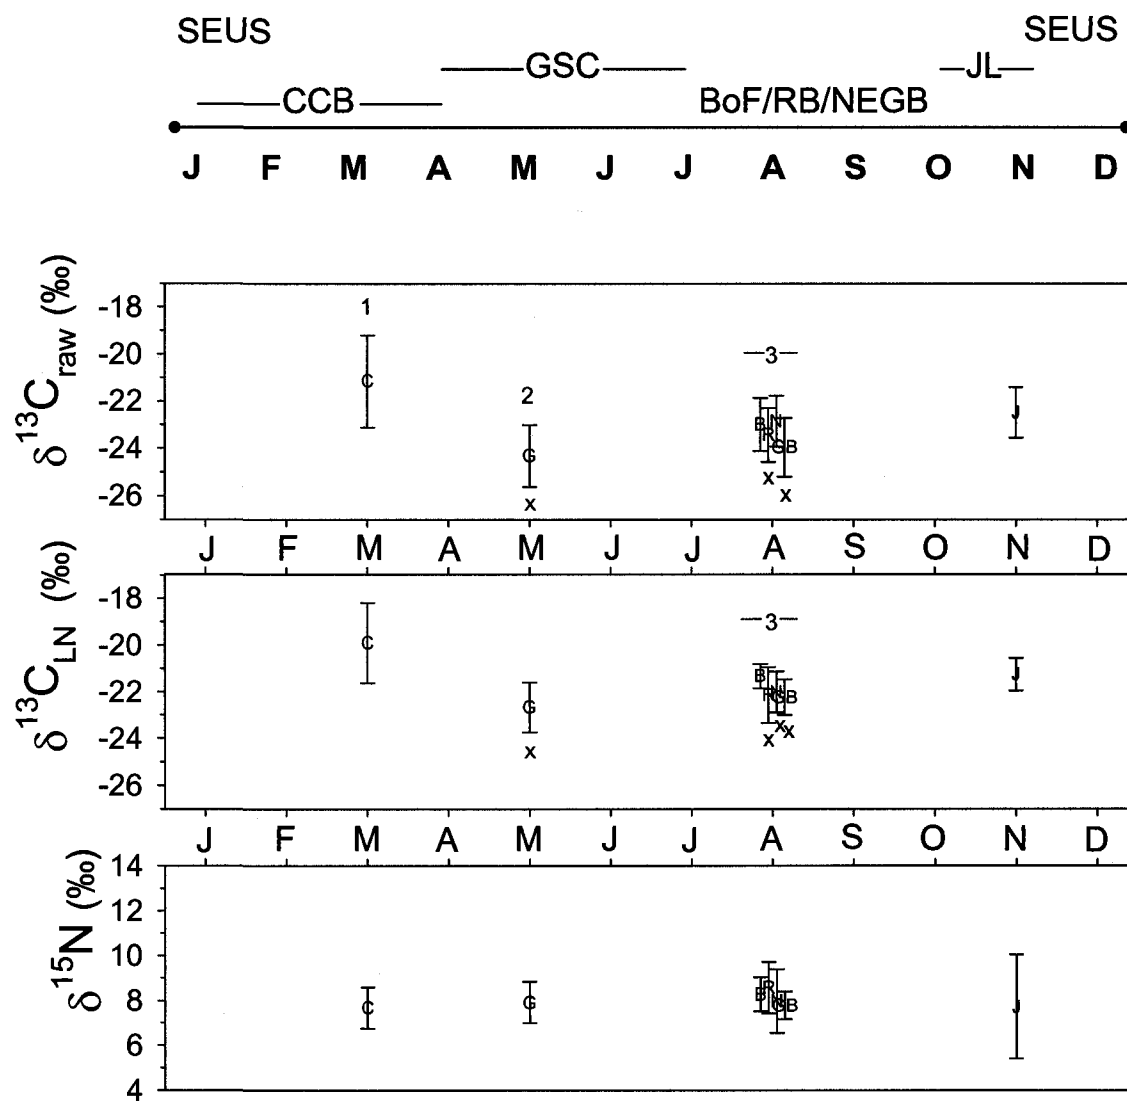 SEUS SEUS
GSC JL
CCB BoF/RB/NEGB
J F M A M J J A S O N D
δ13Craw (‰)
-18
-20
-22
-24
-26
1
2
3
C
G
x
B
R
N
GB
x
x
J
J F M A M J J A S O N D
δ13CLN (‰)
-18
-20
-22
-24
-26
3
C
G
x
B
R
N
GB
x
x
x
J
J F M A M J J A S O N D
δ15N (‰)
14
12
10
8
6
4
C
G
B
R
N
GB
J